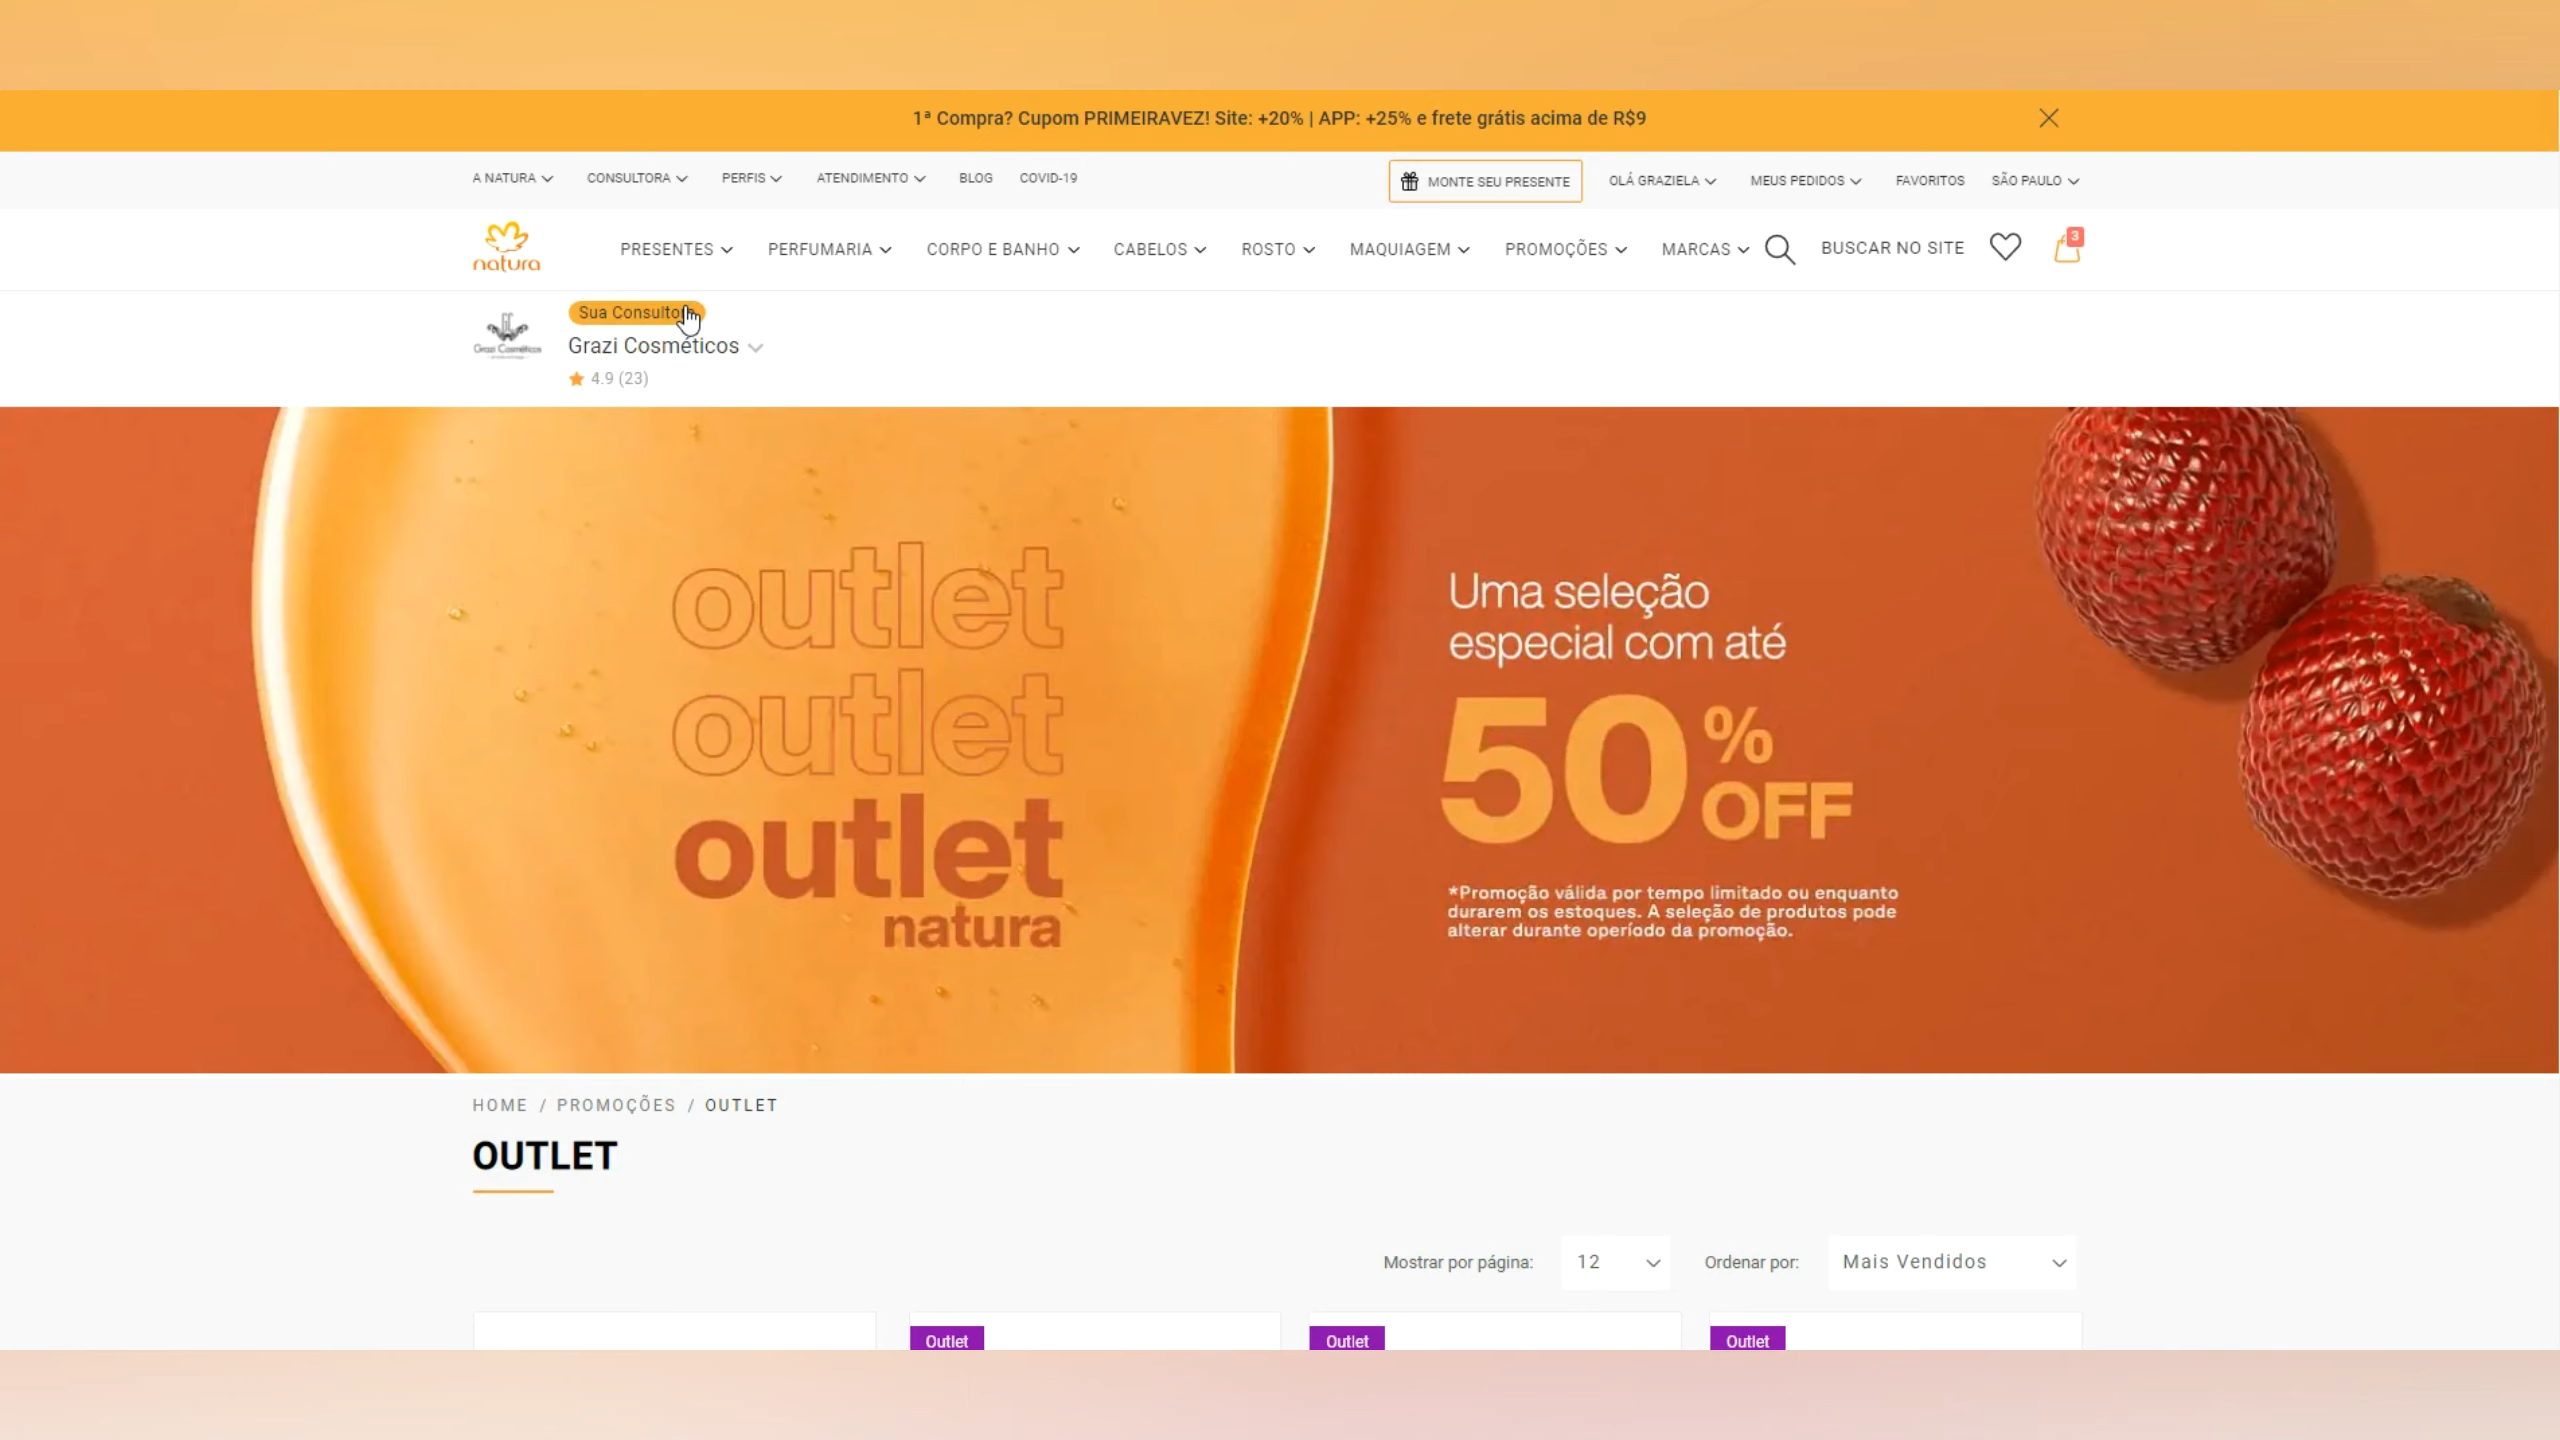 1ª Compra? Cupom PRIMEIRAVEZ! Site: +20% | APP: +25% e frete grátis acima de R$9
A NATURA CONSULTORA PERFIS ATENDIMENTO BLOG COVID-19 MONTE SEU PRESENTE OLÁ GRAZIELA MEUS PEDIDOS FAVORITOS SÃO PAULO
natura PRESENTES PERFUMARIA CORPO E BANHO CABELOS ROSTO MAQUIAGEM PROMOÇÕES MARCAS BUSCAR NO SITE 3
Sua
Grazi Cosméticos
Grazi Cosméticos
4.9 (23)
outlet
outlet
outlet
natura
Uma seleção
especial com até
50% OFF
*Promoção válida por tempo limitado ou enquanto
durarem os estoques. A seleção de produtos pode
alterar durante operíodo da promoção.
HOME / PROMOÇÕES / OUTLET
OUTLET
Mostrar por página: 12 Ordenar por: Mais Vendidos
Outlet Outlet Outlet